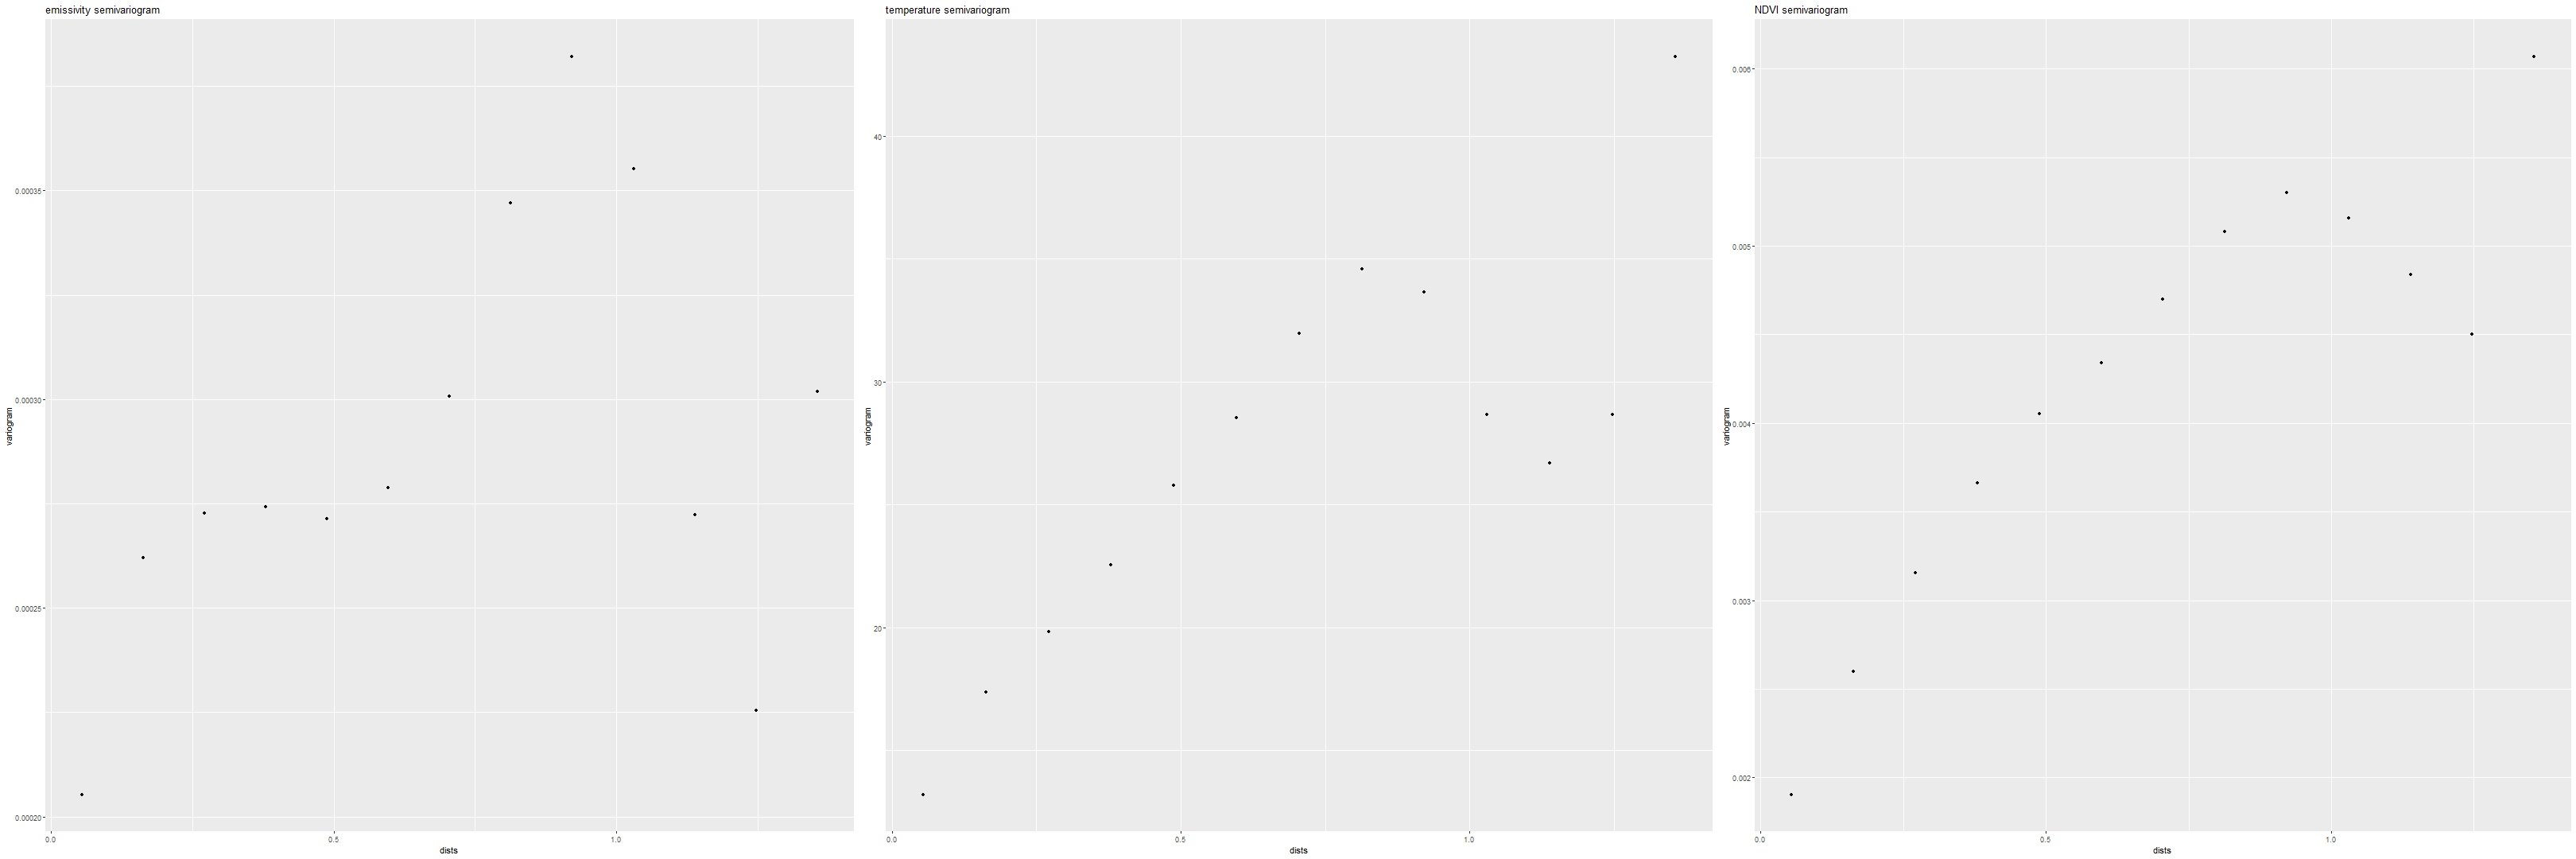 emissivity semivariogram
variogram
0.00035
0.00030
0.00025
0.00020
0.0
0.5
1.0
dists
temperature semivariogram
variogram
40
30
20
0.0
0.5
1.0
dists
NDVI semivariogram
variogram
0.006
0.005
0.004
0.003
0.002
0.0
0.5
1.0
dists